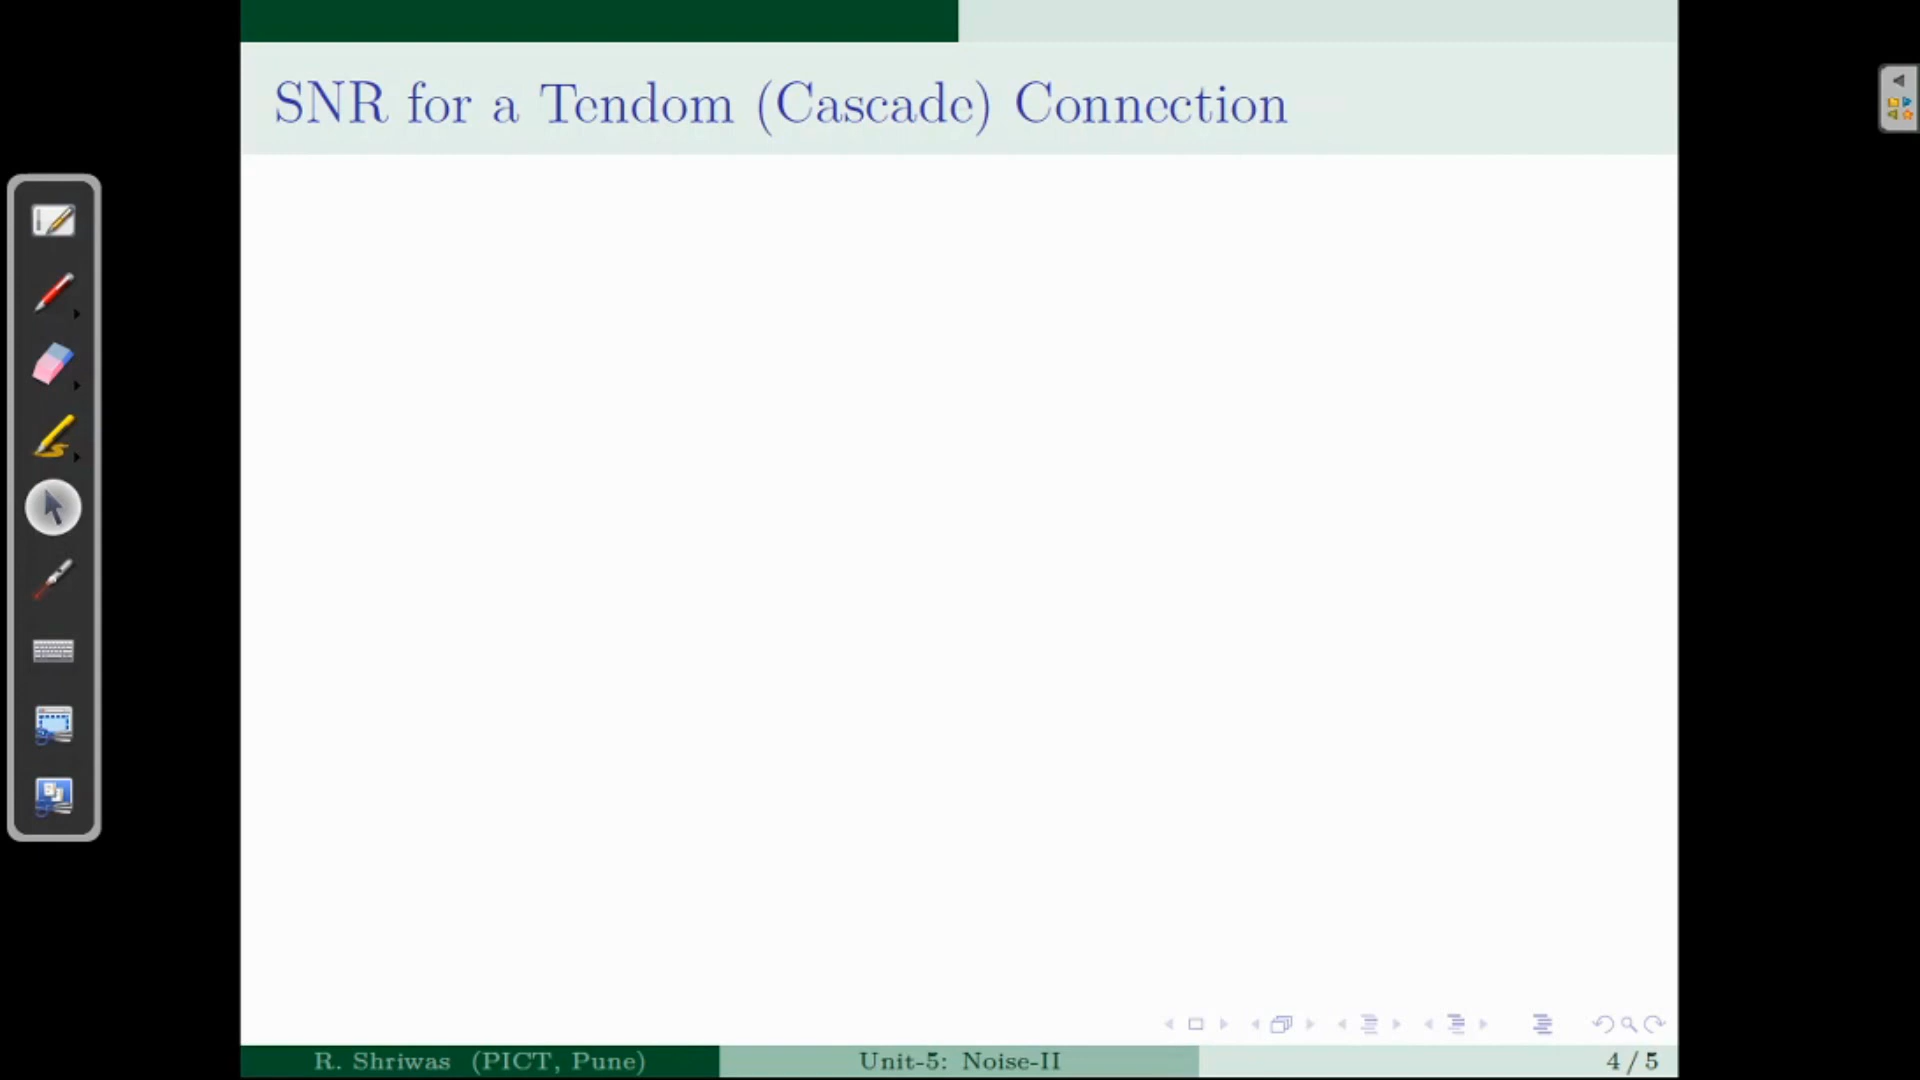 SNR for a Tendom (Cascade) Connection
R. Shriwas (PICT, Pune)
Unit-5: Noise-II
4 / 5